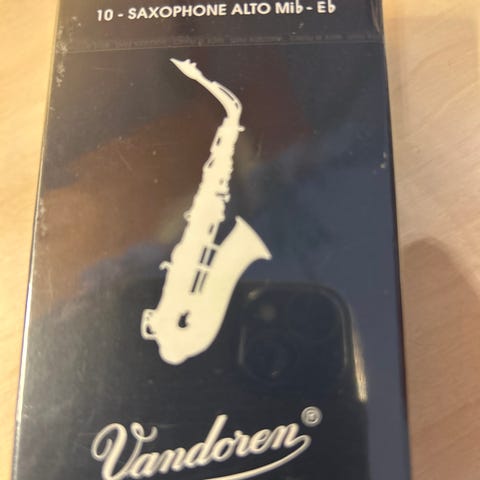 10 - SAXOPHONE ALTO Mib - Eb
Vandoren®